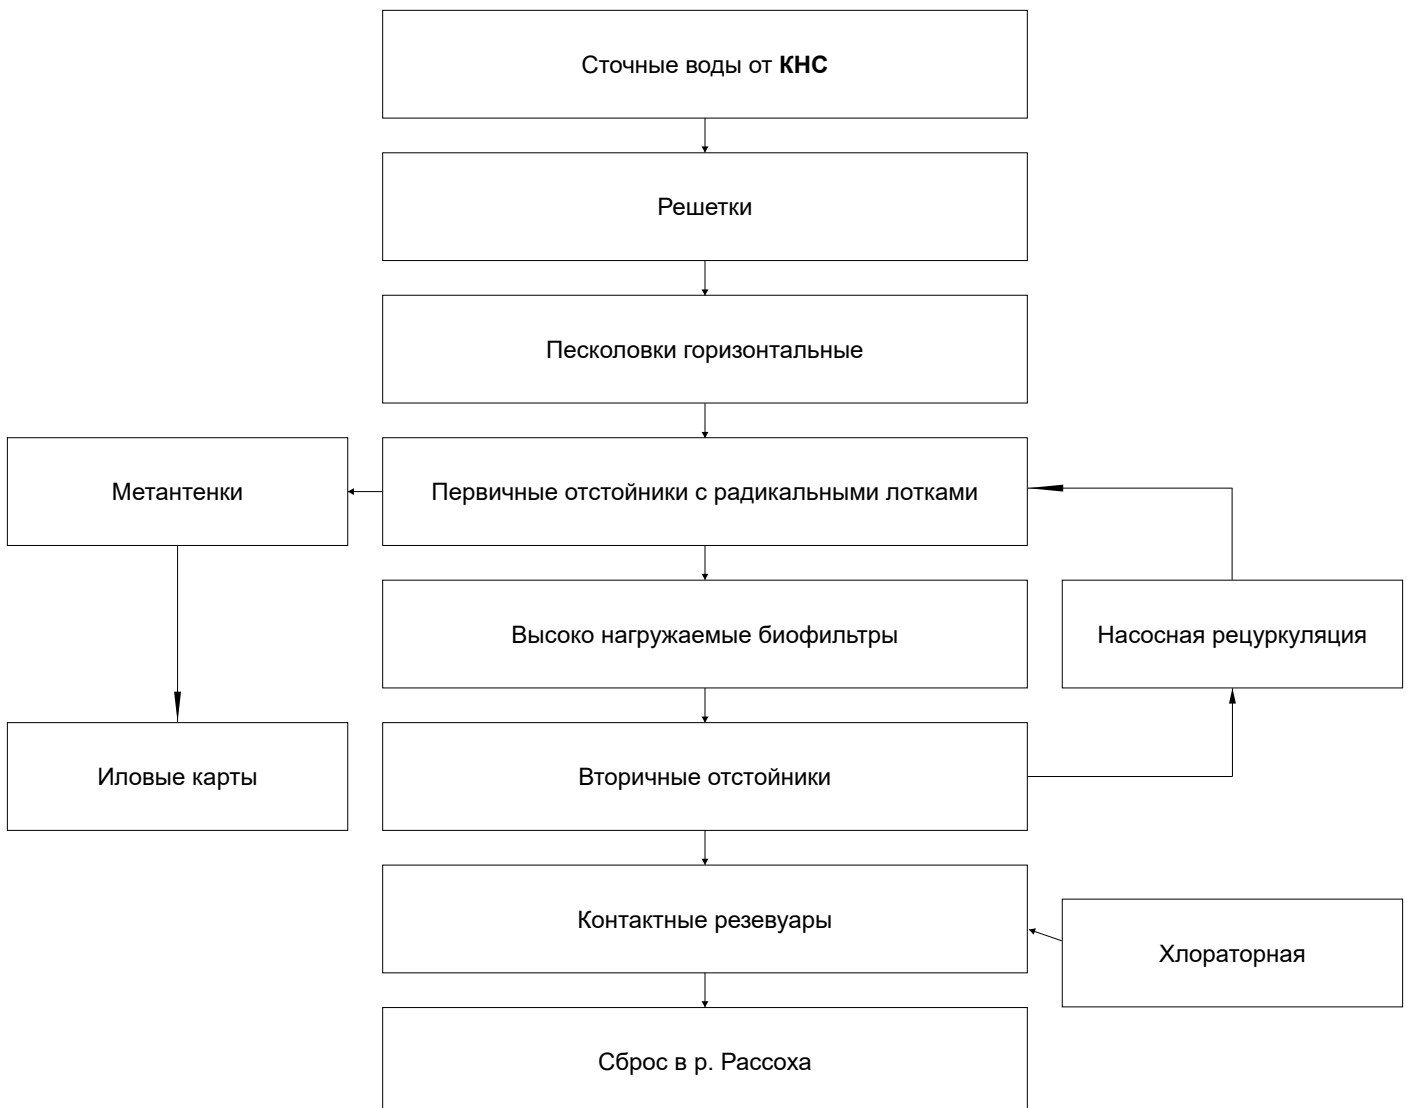 Сточные воды от КНС
Решетки
Песколовки горизонтальные
Метантенки
Первичные отстойники с радикальными лотками
Высоко нагружаемые биофильтры
Насосная рецуркуляция
Иловые карты
Вторичные отстойники
Контактные резевуары
Хлораторная
Сброс в р. Рассоха